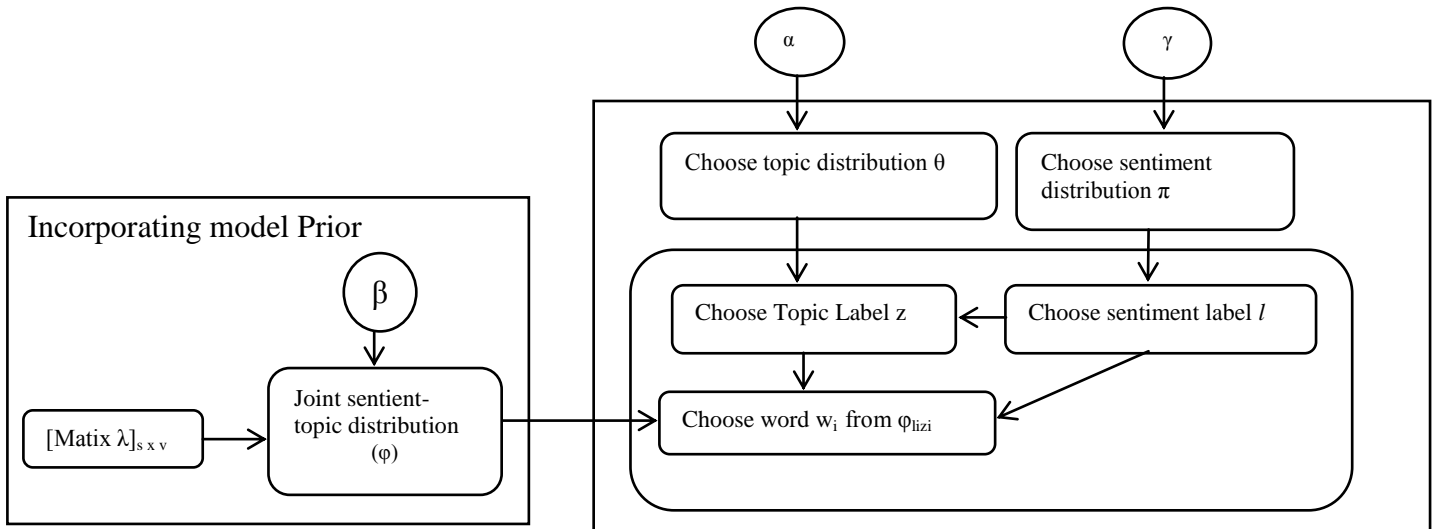 α
γ
Choose topic distribution θ
Choose sentiment
distribution π
Incorporating model Prior
β
Choose Topic Label z
Choose sentiment label l
Joint sentient-
topic distribution
(φ)
[Matix λ]s x v
Choose word wi from φlizi